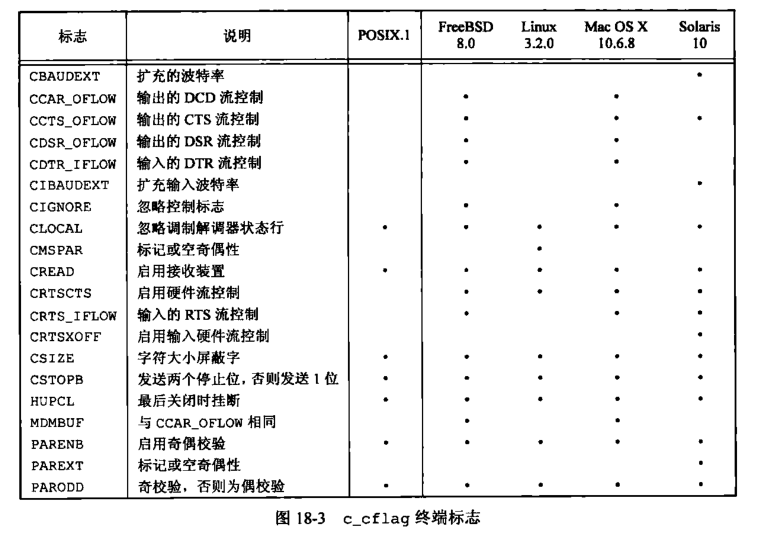 标志 说明 POSIX.1 FreeBSD 8.0 Linux 3.2.0 Mac OS X 10.6.8 Solaris 10
CBAUDEXT 扩充的波特率 •
CCAR_OFLOW 输出的 DCD 流控制 • •
CCTS_OFLOW 输出的 CTS 流控制 • • •
CDSR_OFLOW 输出的 DSR 流控制 • •
CDTR_IFLOW 输入的 DTR 流控制 • •
CIBAUDEXT 扩充输入波特率 •
CIGNORE 忽略控制标志 • •
CLOCAL 忽略调制解调器状态行 • • • • •
CMSPAR 标记或空奇偶性 •
CREAD 启用接收装置 • • • • •
CRTSCTS 启用硬件流控制 • • • •
CRTS_IFLOW 输入的 RTS 流控制 • • •
CRTSXOFF 启用输入硬件流控制 •
CSIZE 字符大小屏蔽字 • • • • •
CSTOPB 发送两个停止位，否则发送 1 位 • • • • •
HUPCL 最后关闭时挂断 • • • • •
MDMBUF 与 CCAR_OFLOW 相同 • •
PARENB 启用奇偶校验 • • • • •
PAREXT 标记或空奇偶性 •
PARODD 奇校验，否则为偶校验 • • • • •
图 18-3 c_cflag 终端标志